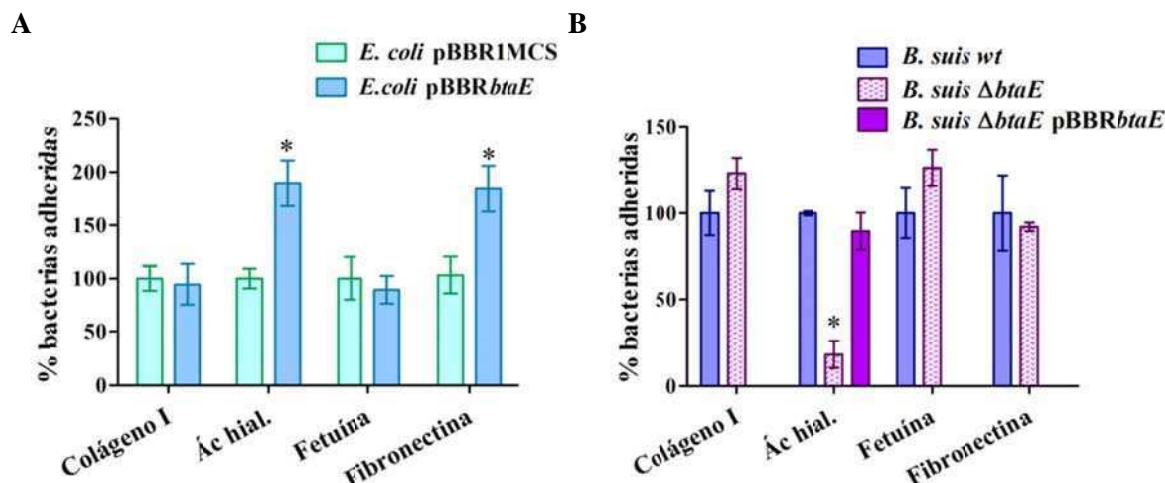 A
E. coli pBBR1MCS
E.coli pBBRbtaE
% bacterias adheridas
250
200
150
100
50
0
*
*
Colágeno I
Ác hial.
Fetuína
Fibronectina
B
B. suis wt
B. suis ΔbtaE
B. suis ΔbtaE pBBRbtaE
% bacterias adheridas
150
100
50
0
*
Colágeno I
Ác hial.
Fetuína
Fibronectina